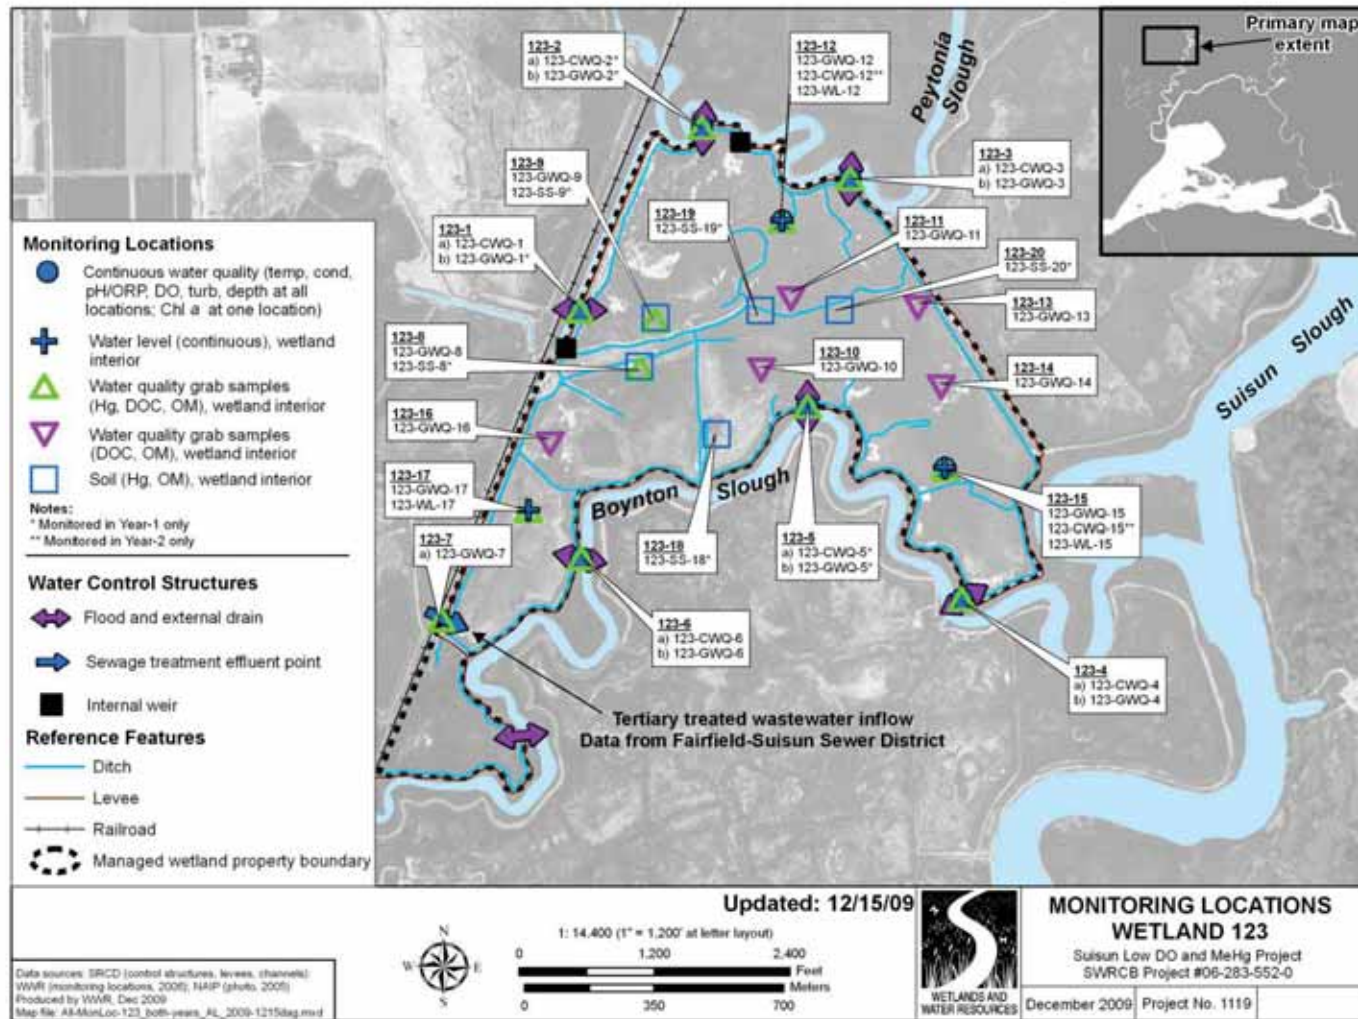 Primary map
extent
Peytonia
Slough
Suisun Slough
Boynton Slough
123-2
a) 123-CWQ-2*
b) 123-GWQ-2*
123-12
123-GWQ-12
123-CWQ-12**
123-WL-12
123-9
123-GWQ-9
123-SS-9*
123-3
a) 123-CWQ-3
b) 123-GWQ-3
123-19
123-SS-19*
123-11
123-GWQ-11
123-1
a) 123-CWQ-1
b) 123-GWQ-1*
123-20
123-SS-20*
123-13
123-GWQ-13
123-8
123-GWQ-8
123-SS-8*
123-10
123-GWQ-10
123-14
123-GWQ-14
123-16
123-GWQ-16
123-17
123-GWQ-17
123-WL-17
123-7
a) 123-GWQ-7
123-18
123-SS-18*
123-5
a) 123-CWQ-5*
b) 123-GWQ-5*
123-15
123-GWQ-15
123-CWQ-15**
123-WL-15
123-6
a) 123-CWQ-6
b) 123-GWQ-6
123-4
a) 123-CWQ-4
b) 123-GWQ-4
Tertiary treated wastewater inflow
Data from Fairfield-Suisun Sewer District
Monitoring Locations
Continuous water quality (temp, cond,
pH/ORP, DO, turb, depth at all
locations; Chl a at one location)
Water level (continuous), wetland
interior
Water quality grab samples
(Hg, DOC, OM), wetland interior
Water quality grab samples
(DOC, OM), wetland interior
Soil (Hg, OM), wetland interior
Notes:
* Monitored in Year-1 only
** Monitored in Year-2 only
Water Control Structures
Flood and external drain
Sewage treatment effluent point
Internal weir
Reference Features
Ditch
Levee
Railroad
Managed wetland property boundary
Data sources: SRCD (control structures, levees, channels)
WWR (monitoring locations, 2006), NAIP (photo, 2005)
Produced by WWR, Dec 2009
Map file: All-MonLoc-123_both-years_AL_2009-1215dag.mxd
N
W E
S
Updated: 12/15/09
1: 14,400 (1" = 1,200' at letter layout)
0 1,200 2,400
Feet
Meters
0 350 700
WETLANDS AND
WATER RESOURCES
MONITORING LOCATIONS
WETLAND 123
Suisun Low DO and MeHg Project
SWRCB Project #06-283-552-0
December 2009
Project No. 1119